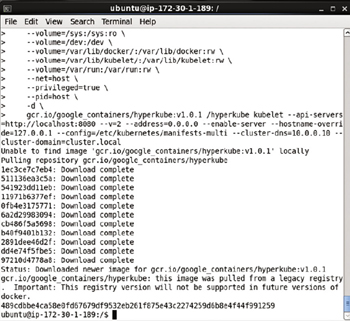 ubuntu@ip-172-30-1-189: /
File Edit View Search Terminal Help
> --volume=/sys:/sys:ro \
> --volume=/dev:/dev \
> --volume=/var/lib/docker/:/var/lib/docker:rw \
> --volume=/var/lib/kubelet/:/var/lib/kubelet:rw \
> --volume=/var/run:/var/run:rw \
> --net=host \
> --privileged=true \
> --pid=host \
> -d \
> gcr.io/google_containers/hyperkube:v1.0.1 /hyperkube kubelet --api-servers
=http://localhost:8080 --v=2 --address=0.0.0.0 --enable-server --hostname-overri
de=127.0.0.1 --config=/etc/kubernetes/manifests-multi --cluster-dns=10.0.0.10 --
cluster-domain=cluster.local
Unable to find image 'gcr.io/google_containers/hyperkube:v1.0.1' locally
Pulling repository gcr.io/google_containers/hyperkube
1ec3ce7c7eb4: Download complete
511136ea3c5a: Download complete
541923dd11eb: Download complete
11971b6377ef: Download complete
0fb4e3175771: Download complete
6a2d29983094: Download complete
cb486f5a5698: Download complete
b40f9401b132: Download complete
2891dee46d2f: Download complete
dd4e74f5fbe5: Download complete
97210d4778a8: Download complete
Status: Downloaded newer image for gcr.io/google_containers/hyperkube:v1.0.1
gcr.io/google_containers/hyperkube: this image was pulled from a legacy registry
. Important: This registry version will not be supported in future versions of
docker.
ubuntu@ip-172-30-1-189:/$